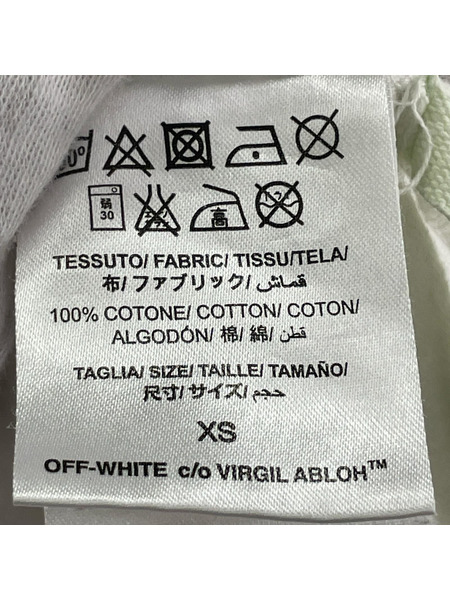 弱
30
高
TESSUTO/ FABRIC/ TISSU/TELA/
布/ファブリック/ قماش/
100% COTONE/ COTTON/ COTON/
ALGODÓN/ 棉/ 綿/ قطن
TAGLIA/ SIZE/ TAILLE/ TAMAÑO/
尺寸/ サイズ/ حجم/
XS
OFF-WHITE c/o VIRGIL ABLOH™